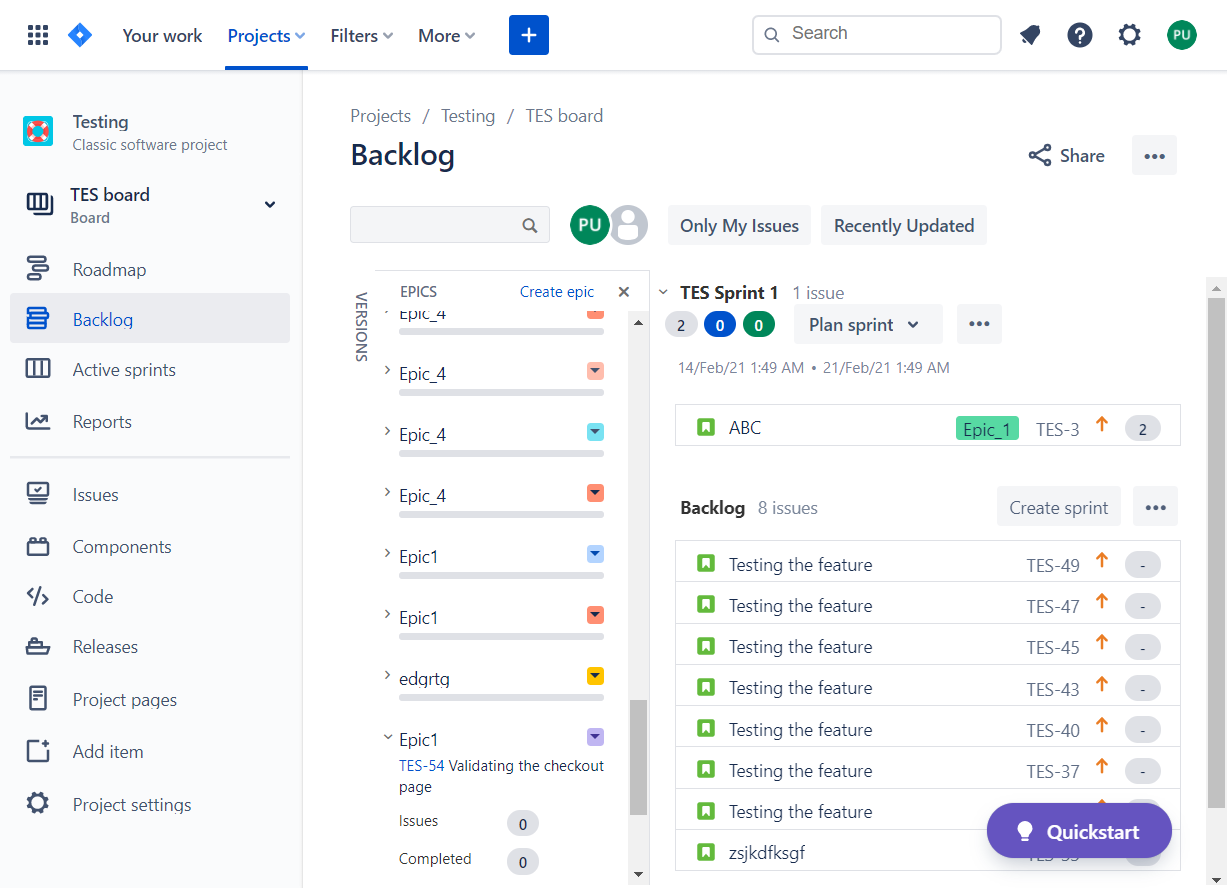 Your work
Projects
Filters
More
Search
PU
Testing
Classic software project
TES board
Board
Roadmap
Backlog
Active sprints
Reports
Issues
Components
Code
Releases
Project pages
Add item
Project settings
Projects / Testing / TES board
Backlog
Share
PU
Only My Issues
Recently Updated
VERSIONS
EPICS
Create epic
Epic_4
Epic_4
Epic_4
Epic_4
Epic1
Epic1
edgrtg
Epic1
TES-54 Validating the checkout
page
Issues 0
Completed 0
TES Sprint 1 1 issue
2 0 0 Plan sprint
14/Feb/21 1:49 AM • 21/Feb/21 1:49 AM
ABC Epic_1 TES-3 2
Backlog 8 issues Create sprint
Testing the feature TES-49 -
Testing the feature TES-47 -
Testing the feature TES-45 -
Testing the feature TES-43 -
Testing the feature TES-40 -
Testing the feature TES-37 -
Testing the feature
zsjkdfksgf
Quickstart